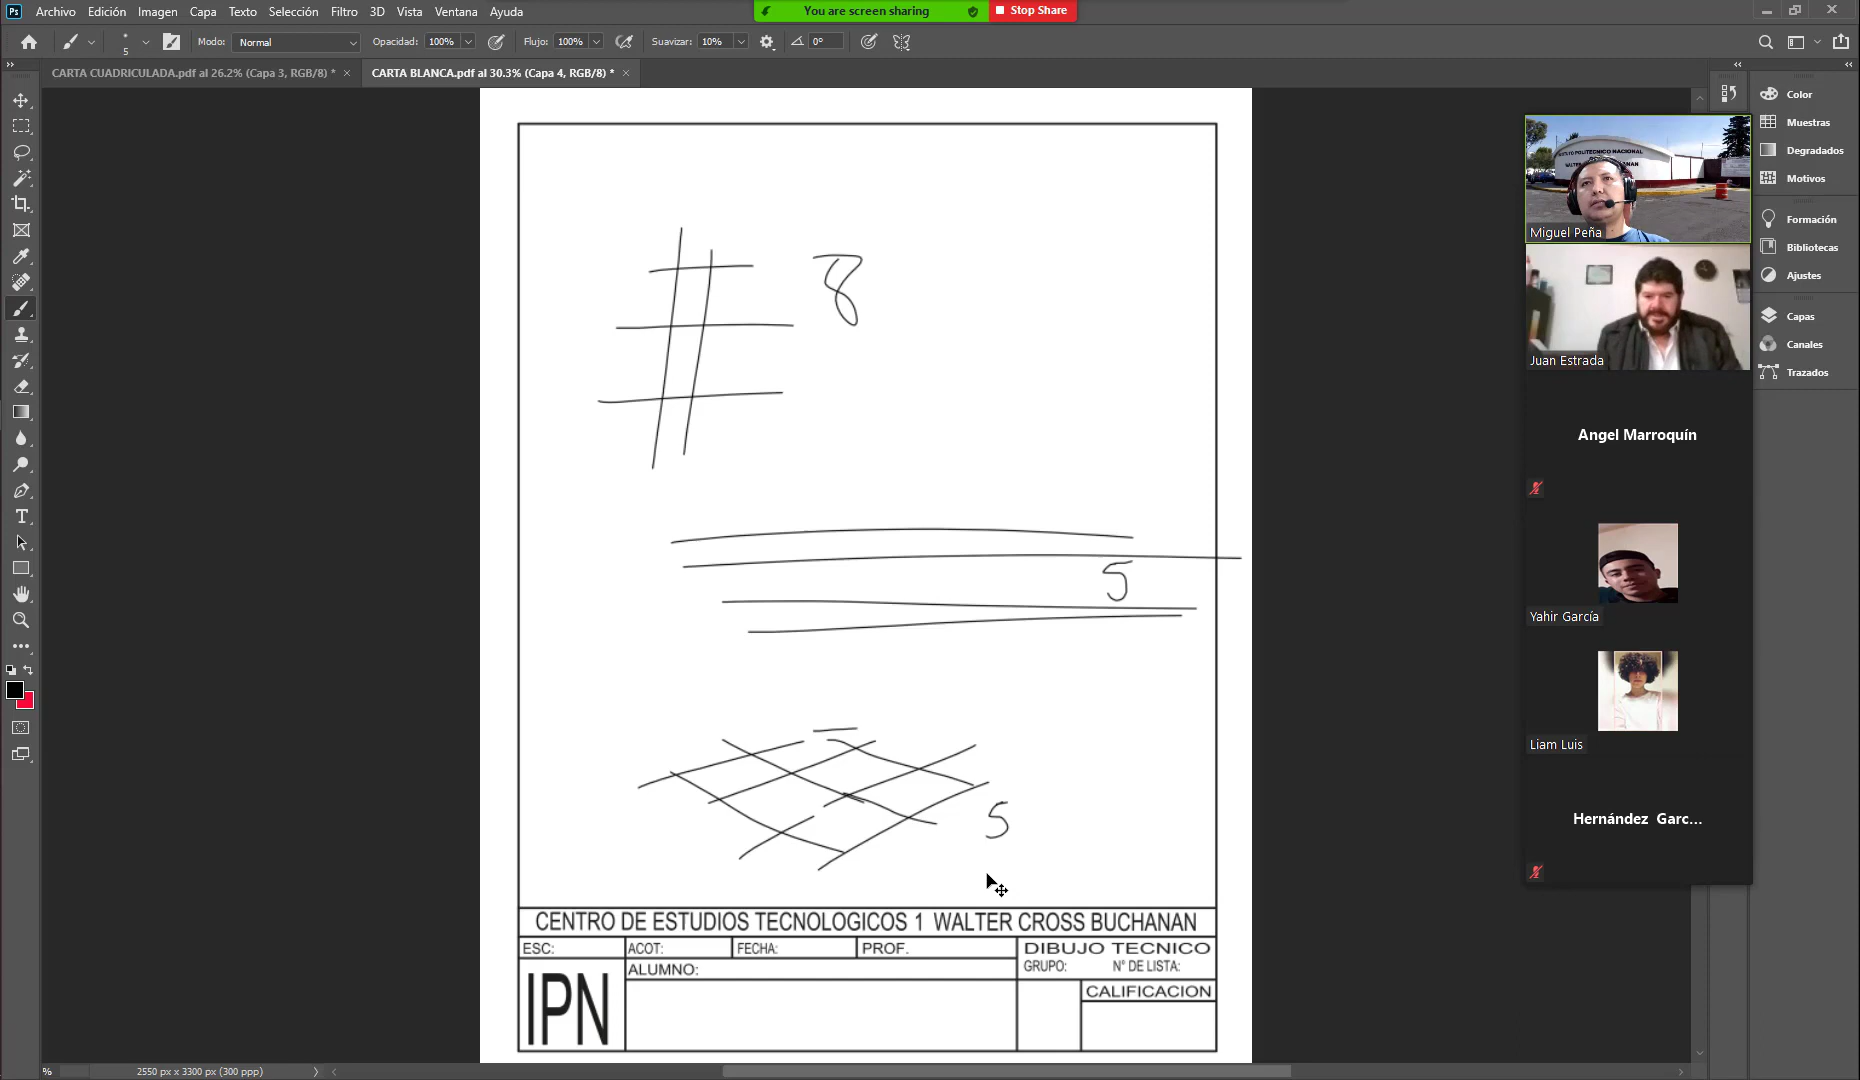 Ps Archivo Edición Imagen Capa Texto Selección Filtro 3D Vista Ventana Ayuda
You are screen sharing Stop Share
5 Modo: Normal Opacidad: 100% Flujo: 100% Suavizar: 10% 0°
CARTA CUADRICULADA.pdf al 26.2% (Capa 3, RGB/8) * ×
CARTA BLANCA.pdf al 30.3% (Capa 4, RGB/8) * ×
8
5
5
CENTRO DE ESTUDIOS TECNOLOGICOS 1 WALTER CROSS BUCHANAN
ESC: ACOT: FECHA: PROF. DIBUJO TECNICO
ALUMNO: GRUPO: N° DE LISTA:
IPN CALIFICACION
Color
Muestras
Degradados
Motivos
Formación
Bibliotecas
Ajustes
Capas
Canales
Trazados
INSTITUTO POLITECNICO NACIONAL
Miguel Peña
Juan Estrada
Angel Marroquín
Yahir García
Liam Luis
Hernández Garc...
% 2550 px x 3300 px (300 ppp)